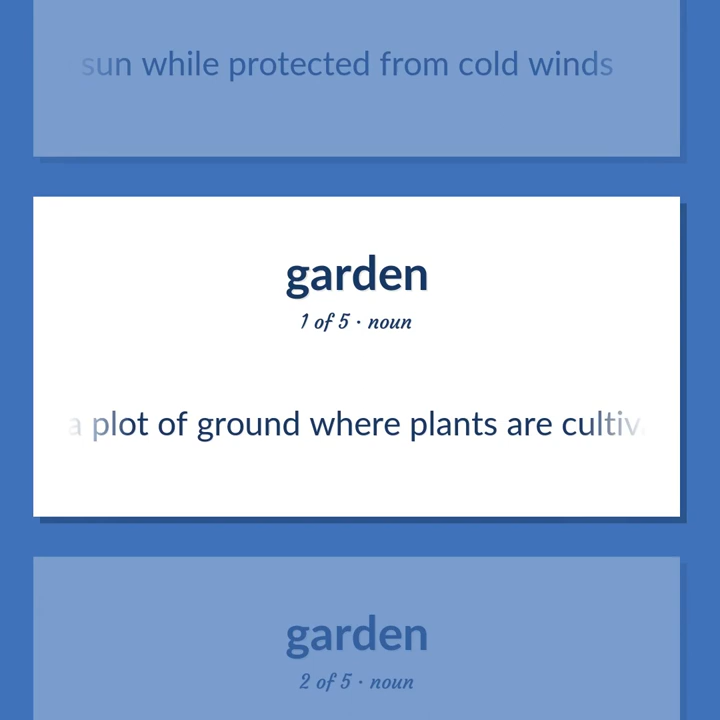 sun while protected from cold winds
garden
1 of 5 · noun
a plot of ground where plants are
garden
2 of 5 · noun